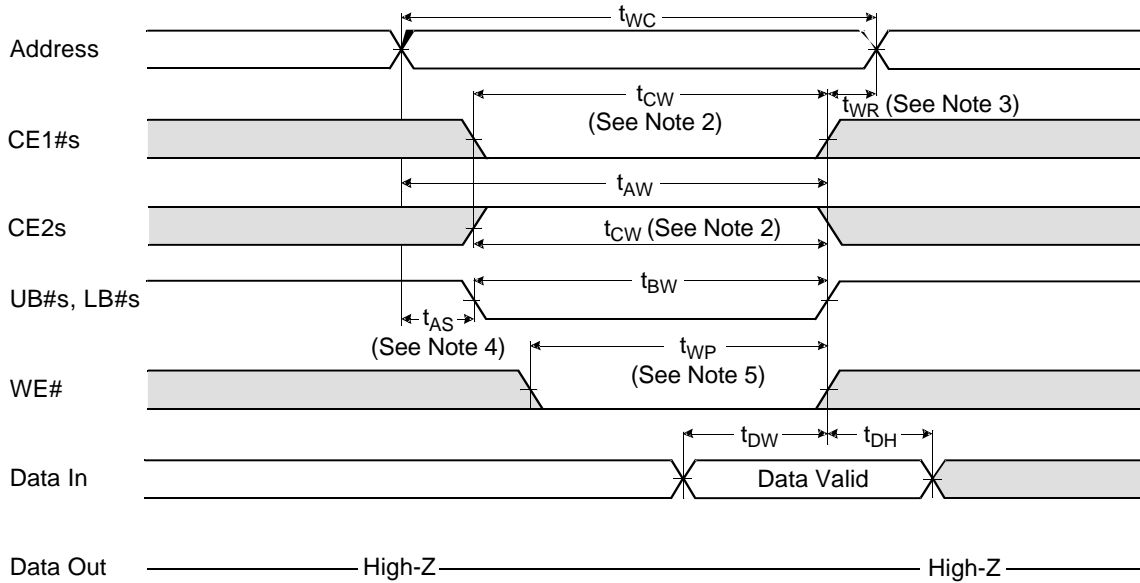 tWC
Address
tCW
(See Note 2)
tWR (See Note 3)
CE1#s
tAW
CE2s
tCW (See Note 2)
tBW
UB#s, LB#s
tAS
(See Note 4)
tWP
(See Note 5)
WE#
tDW
tDH
Data In
Data Valid
Data Out
High-Z
High-Z